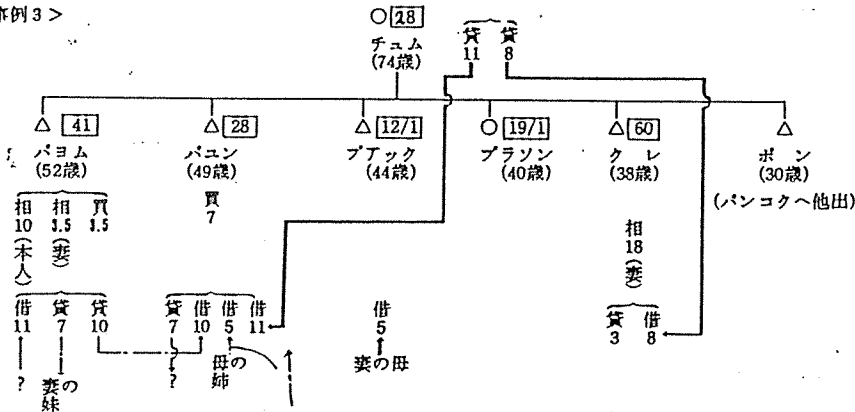 事例3>
28
チュム
(74歳)
貸 貸
11 8
41 28 12/1 19/1 60
パヨム パユン プアック プラソン クレ ポン
(52歳) (49歳) (44歳) (40歳) (38歳) (30歳)
(バンコクへ他出)
相 相 買
10 3.5 3.5
(本人) (妻)
買
7
相
18
(妻)
借 貸 貸
11 7 10
貸 借 借 借
7 10 5 11
借
5
貸 借
3 8
? 妻の妹
? 母の姉
妻の母